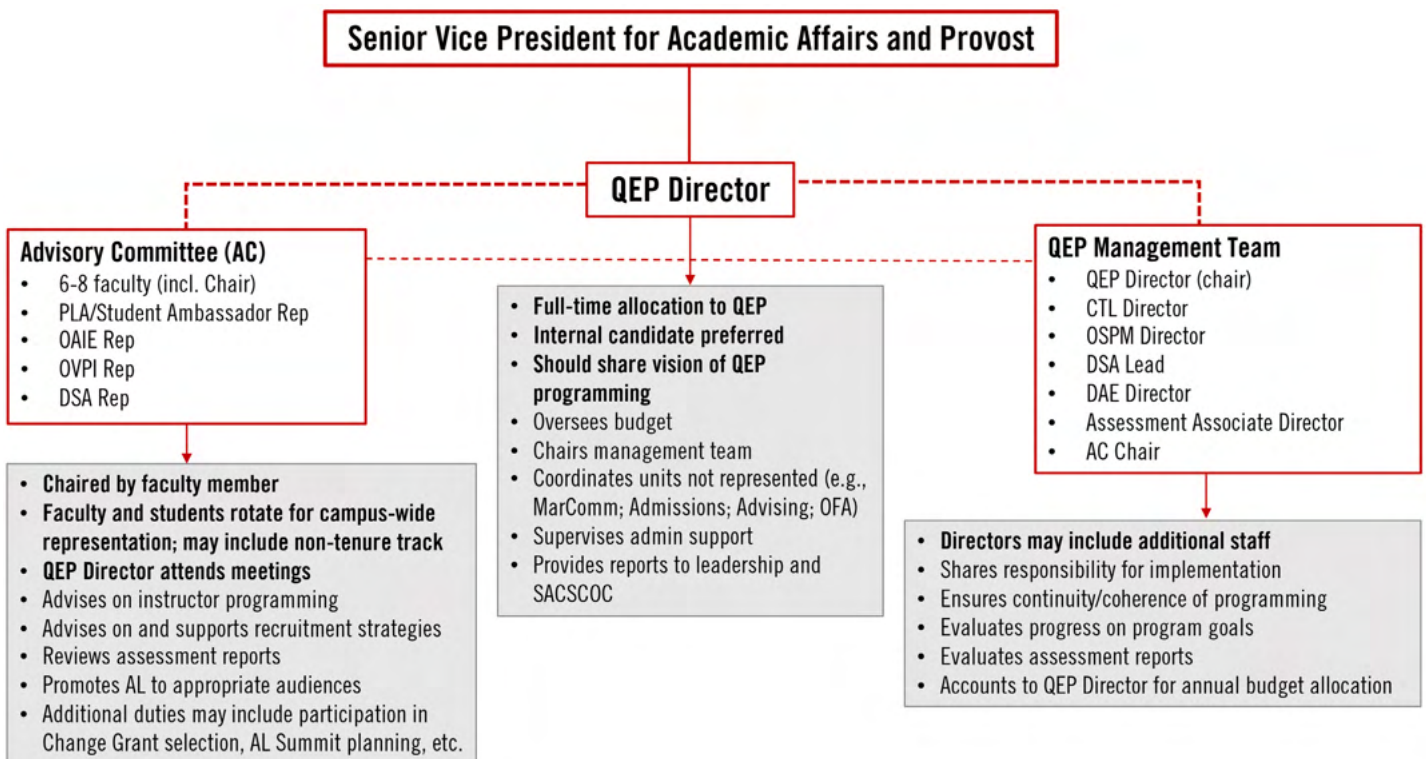 Senior Vice President for Academic Affairs and Provost
QEP Director
Advisory Committee (AC)
• 6-8 faculty (incl. Chair)
• PLA/Student Ambassador Rep
• OAIE Rep
• OVPI Rep
• DSA Rep
• Chaired by faculty member
• Faculty and students rotate for campus-wide
representation; may include non-tenure track
• QEP Director attends meetings
• Advises on instructor programming
• Advises on and supports recruitment strategies
• Reviews assessment reports
• Promotes AL to appropriate audiences
• Additional duties may include participation in
Change Grant selection, AL Summit planning, etc.
• Full-time allocation to QEP
• Internal candidate preferred
• Should share vision of QEP
programming
• Oversees budget
• Chairs management team
• Coordinates units not represented (e.g.,
MarComm; Admissions; Advising; OFA)
• Supervises admin support
• Provides reports to leadership and
SACSCOC
QEP Management Team
• QEP Director (chair)
• CTL Director
• OSPM Director
• DSA Lead
• DAE Director
• Assessment Associate Director
• AC Chair
• Directors may include additional staff
• Shares responsibility for implementation
• Ensures continuity/coherence of programming
• Evaluates progress on program goals
• Evaluates assessment reports
• Accounts to QEP Director for annual budget allocation